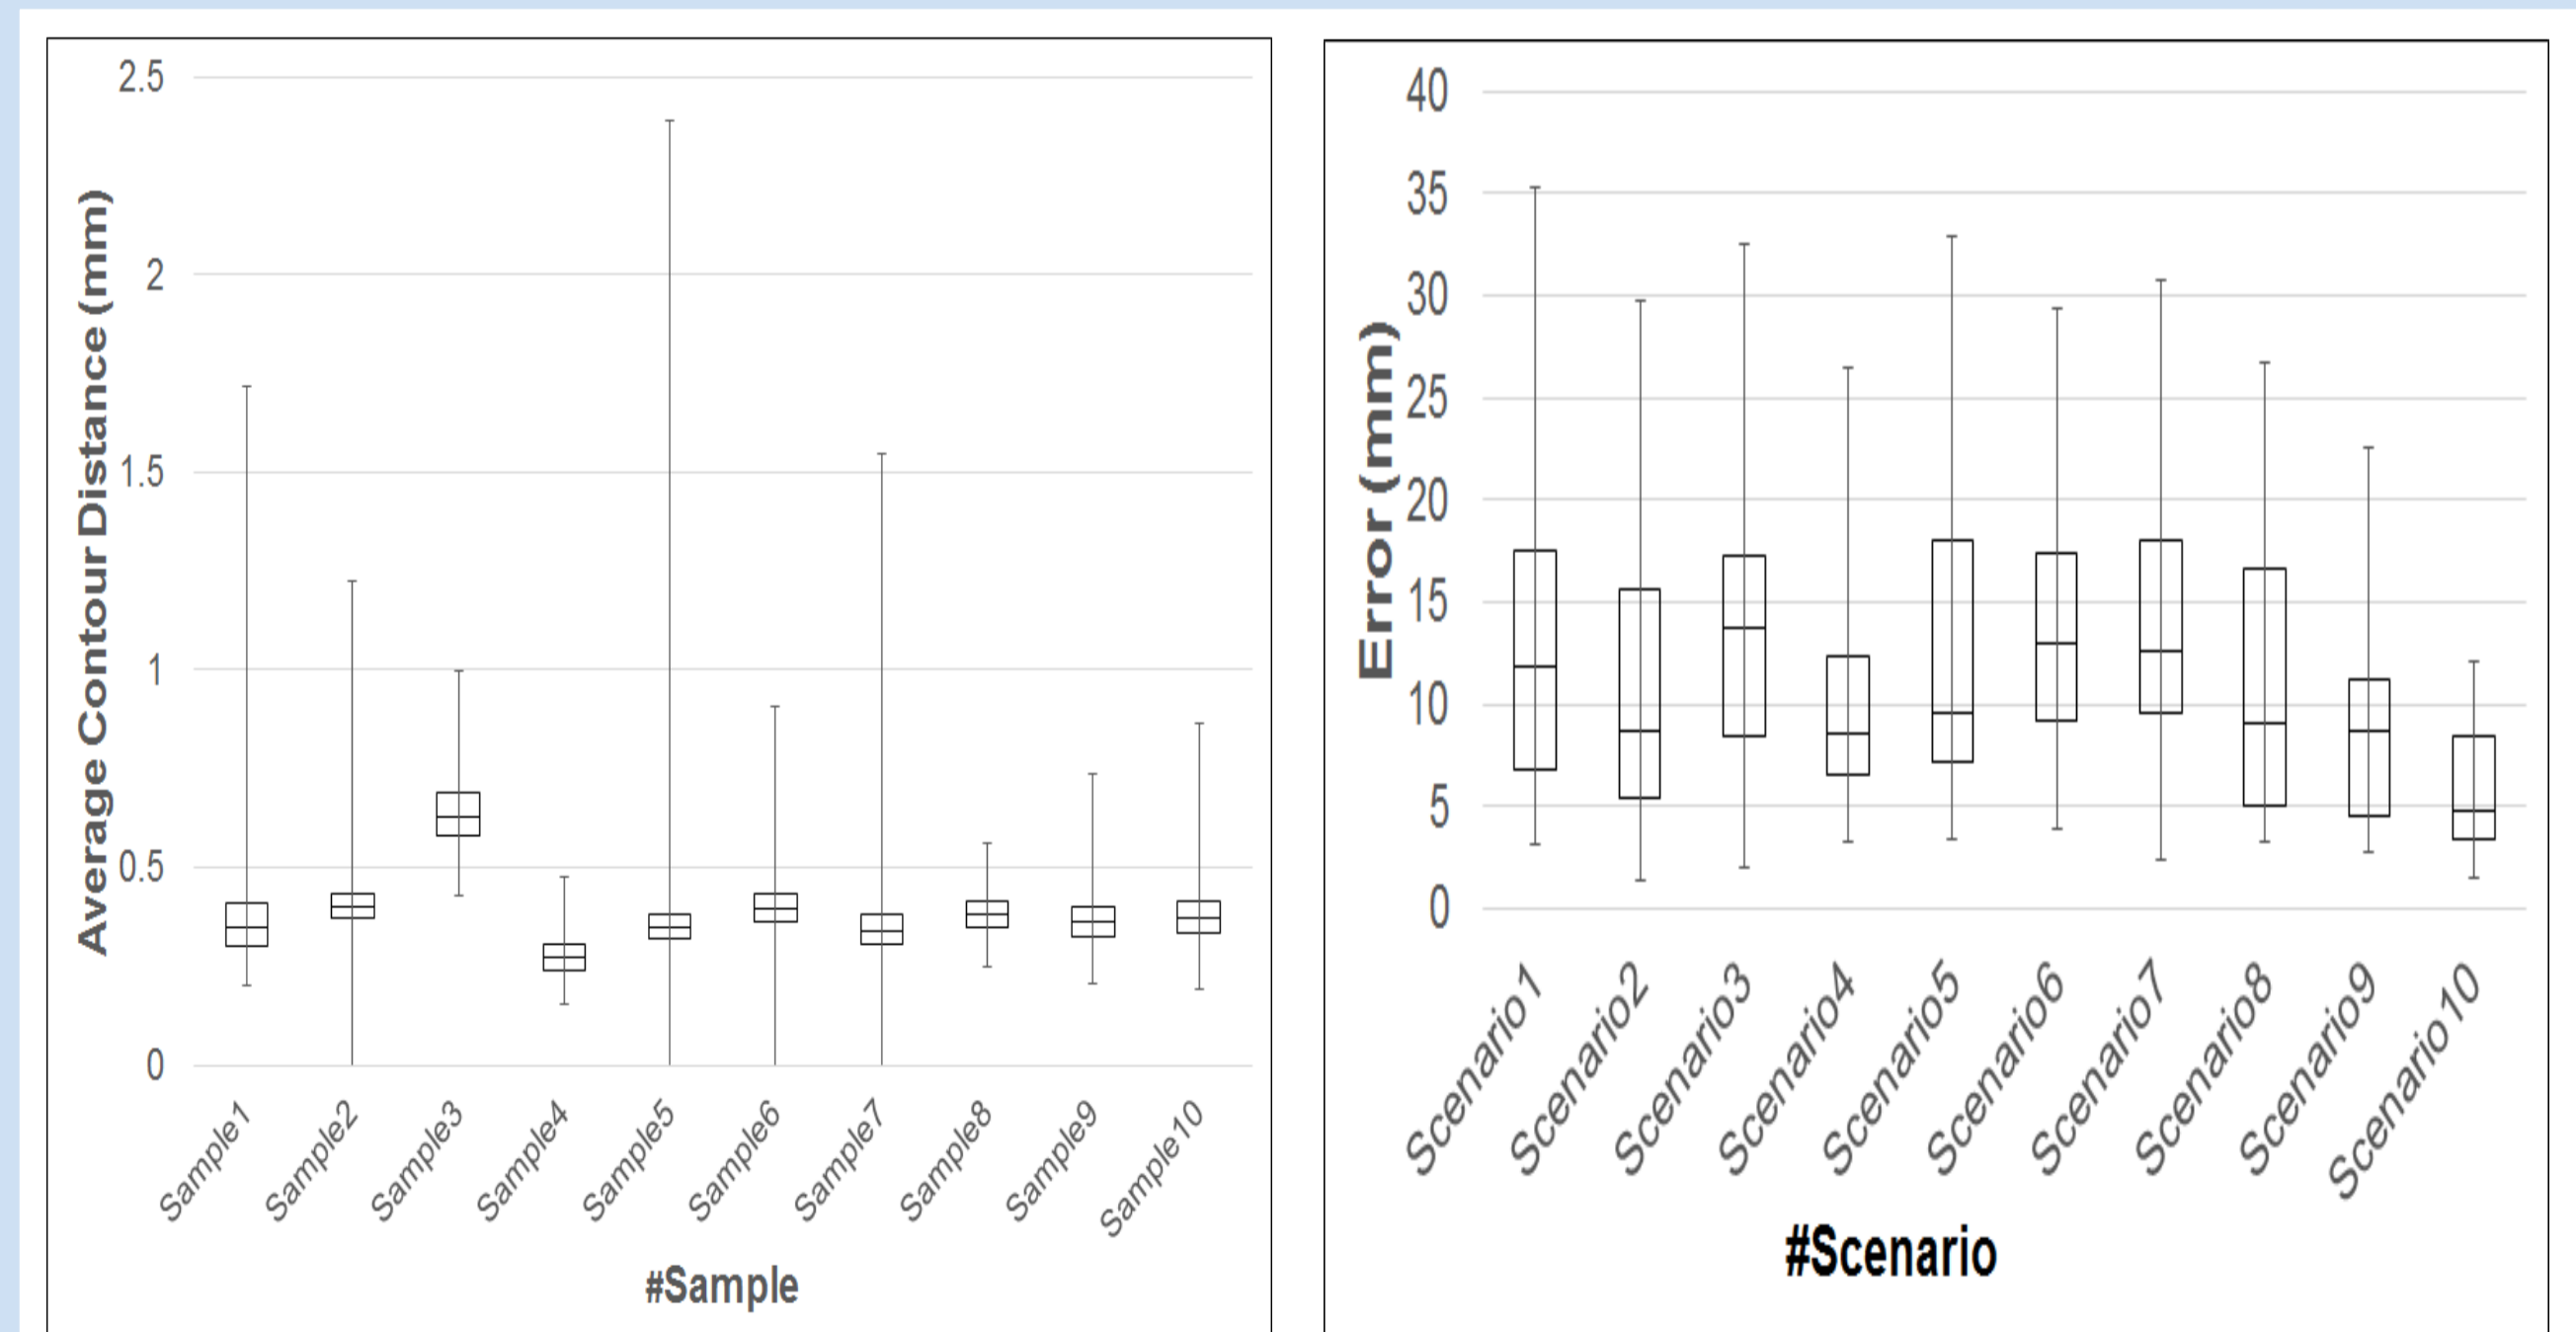 Average Contour Distance (mm)
2.5
2
1.5
1
0.5
0
Sample1
Sample2
Sample3
Sample4
Sample5
Sample6
Sample7
Sample8
Sample9
Sample10
#Sample
Error (mm)
40
35
30
25
20
15
10
5
0
Scenario1
Scenario2
Scenario3
Scenario4
Scenario5
Scenario6
Scenario7
Scenario8
Scenario9
Scenario10
#Scenario